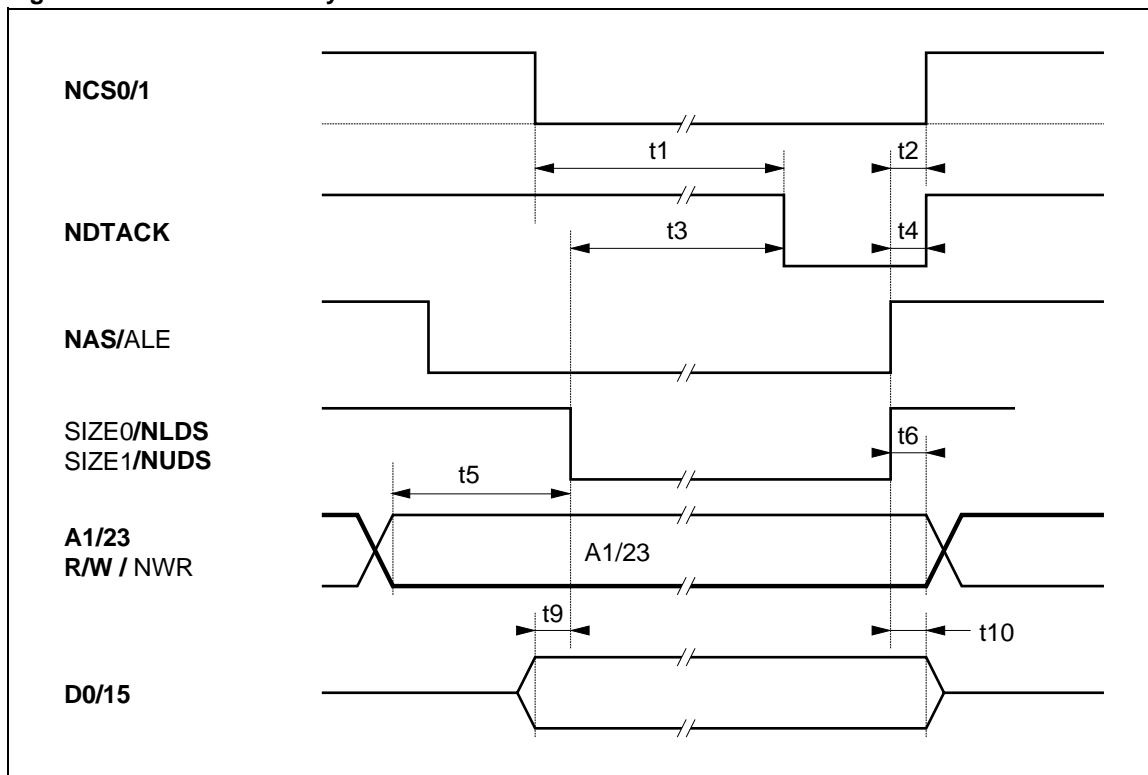 NCS0/1
t1
t2
NDTACK
t3
t4
NAS/ALE
SIZE0/NLDS
SIZE1/NUDS
t6
t5
A1/23
R/W / NWR
A1/23
t9
t10
D0/15